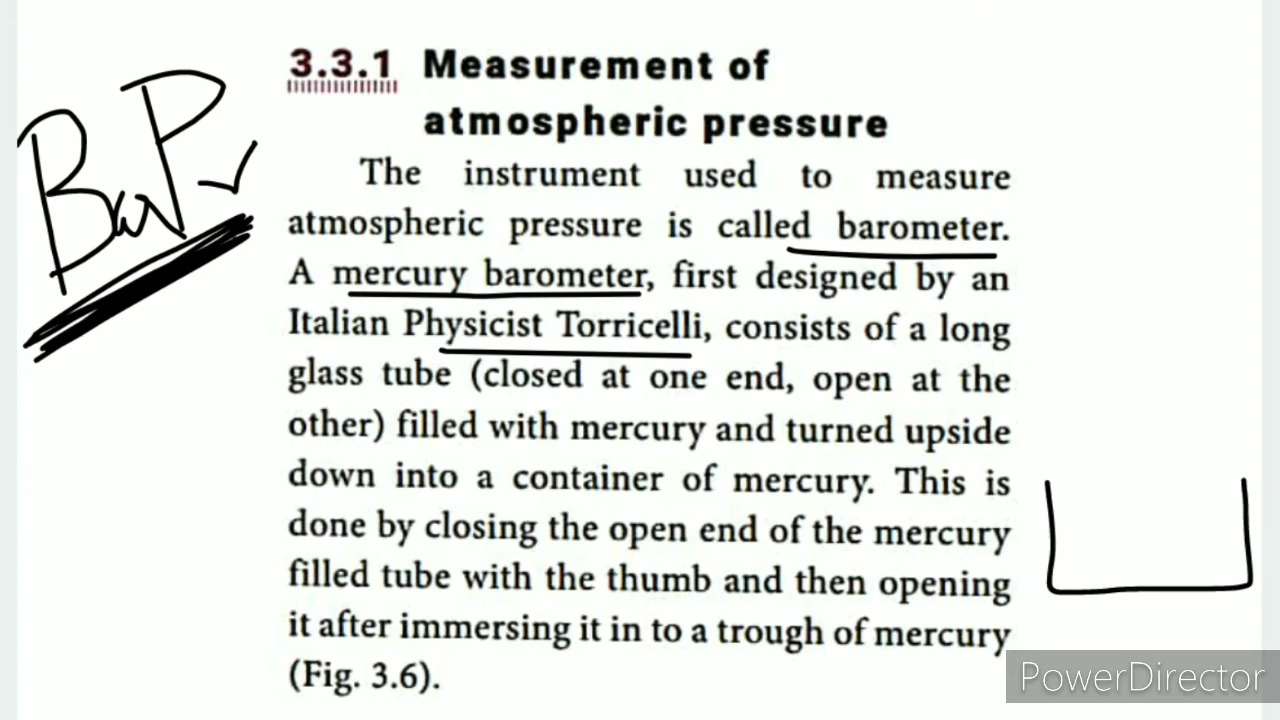 BarP
3.3.1 Measurement of
atmospheric pressure
The instrument used to measure
atmospheric pressure is called barometer.
A mercury barometer, first designed by an
Italian Physicist Torricelli, consists of a long
glass tube (closed at one end, open at the
other) filled with mercury and turned upside
down into a container of mercury. This is
done by closing the open end of the mercury
filled tube with the thumb and then opening
it after immersing it in to a trough of mercury
(Fig. 3.6).
PowerDirector